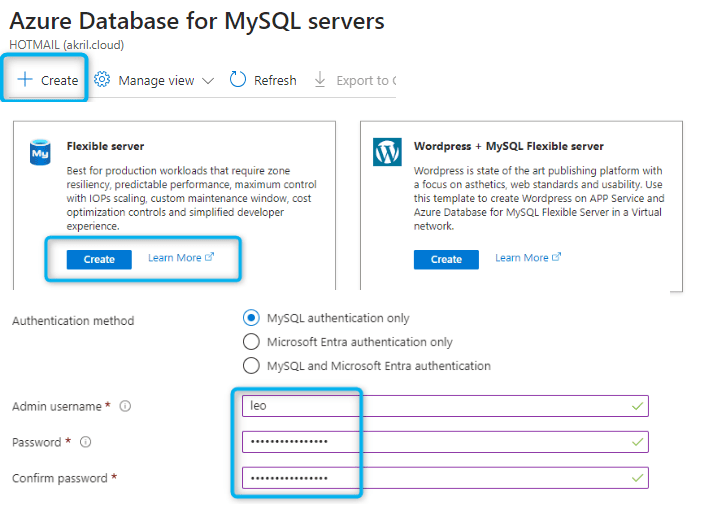 Azure Database for MySQL servers
HOTMAIL (akril.cloud)
+ Create Manage view Refresh Export to C
My
Flexible server
Best for production workloads that require zone
resiliency, predictable performance, maximum control
with IOPs scaling, custom maintenance window, cost
optimization controls and simplified developer
experience.
Create Learn More
Wordpress + MySQL Flexible server
Wordpress is state of the art publishing platform with
a focus on asthetics, web standards and usability. Use
this template to create Wordpress on APP Service and
Azure Database for MySQL Flexible Server in a Virtual
network.
Create Learn More
Authentication method
MySQL authentication only
Microsoft Entra authentication only
MySQL and Microsoft Entra authentication
Admin username * leo
Password * ••••••••••••••••
Confirm password * ••••••••••••••••